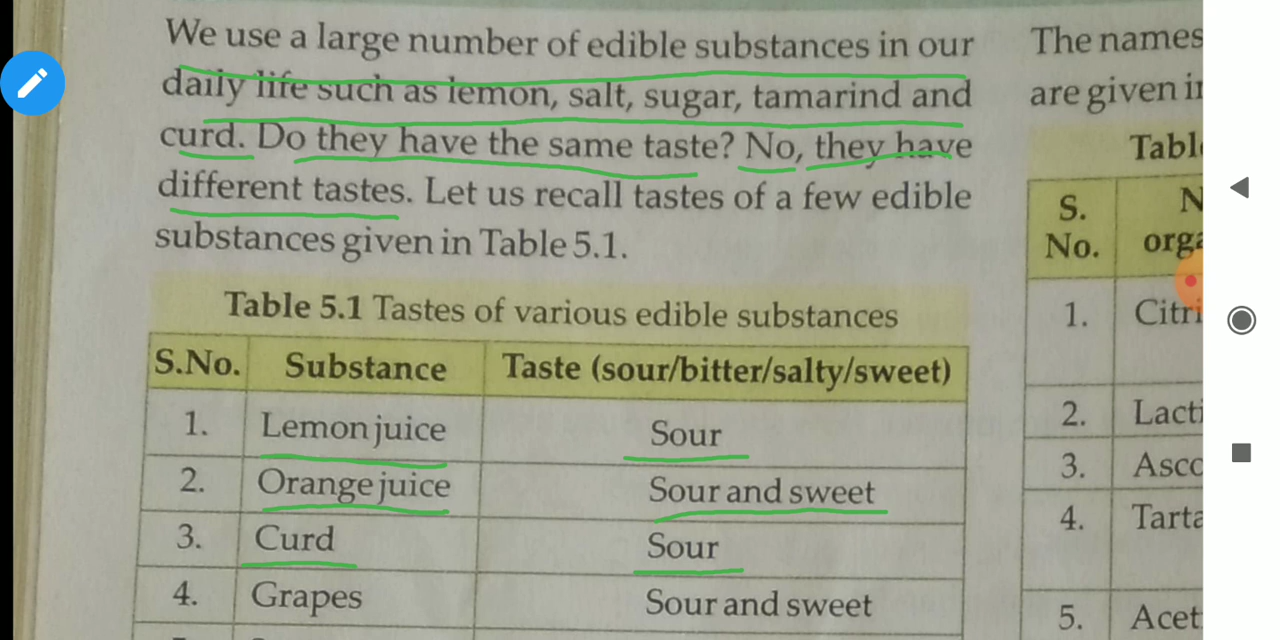 We use a large number of edible substances in our
daily life such as lemon, salt, sugar, tamarind and
curd. Do they have the same taste? No, they have
different tastes. Let us recall tastes of a few edible
substances given in Table 5.1.
Table 5.1 Tastes of various edible substances
S.No. Substance Taste (sour/bitter/salty/sweet)
1. Lemon juice Sour
2. Orange juice Sour and sweet
3. Curd Sour
4. Grapes Sour and sweet
The names
are given
S.
No.
1.
2.
3.
4.
5.